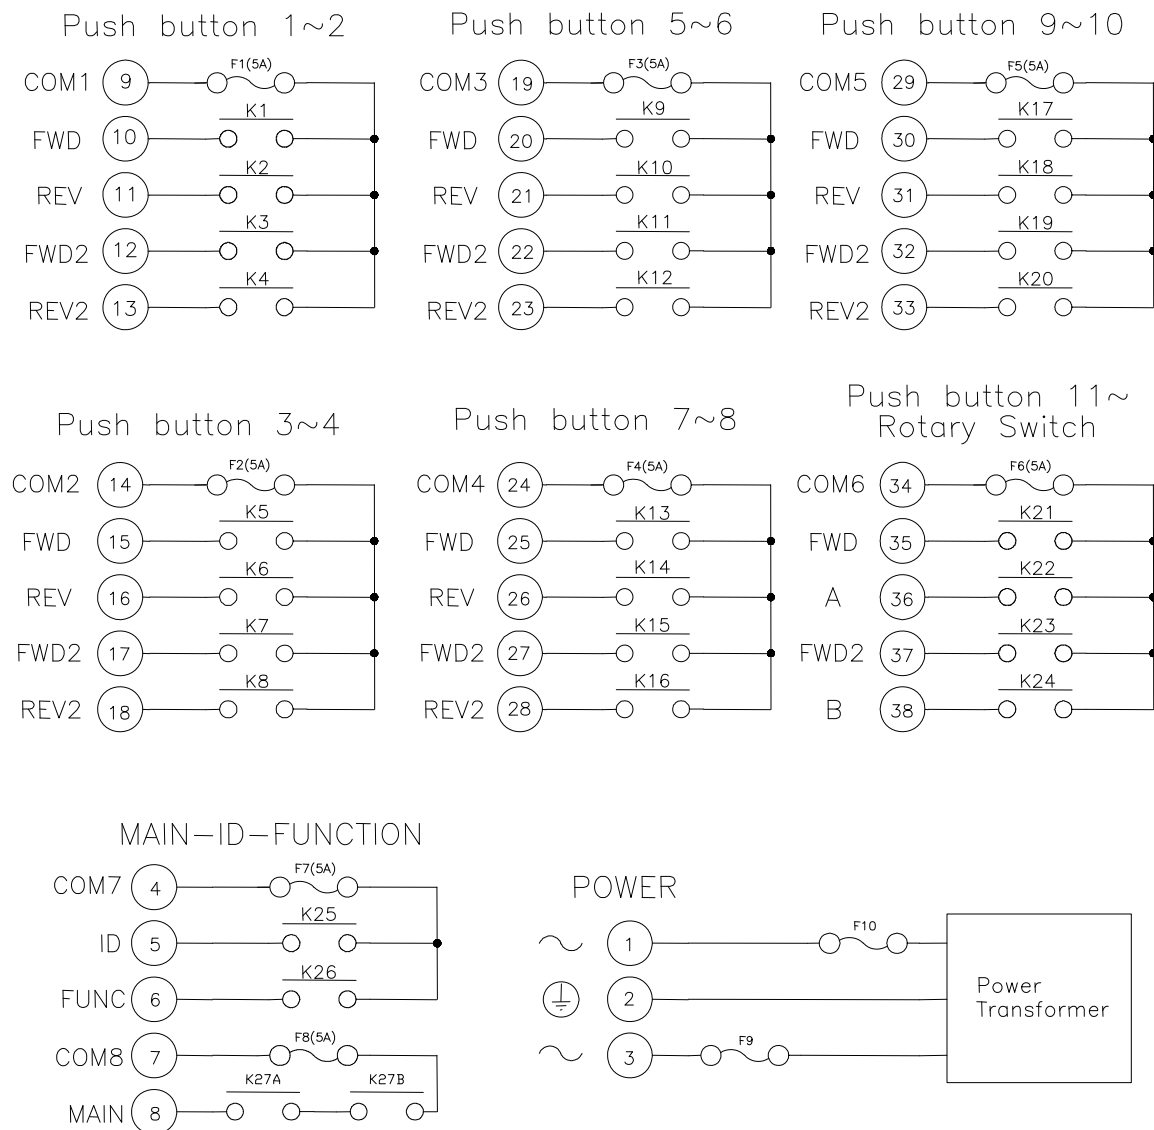 Push button 1~2
F1(5A)
COM1 9
K1
FWD 10
K2
REV 11
K3
FWD2 12
K4
REV2 13
Push button 5~6
F3(5A)
COM3 19
K9
FWD 20
K10
REV 21
K11
FWD2 22
K12
REV2 23
Push button 9~10
F5(5A)
COM5 29
K17
FWD 30
K18
REV 31
K19
FWD2 32
K20
REV2 33
Push button 3~4
F2(5A)
COM2 14
K5
FWD 15
K6
REV 16
K7
FWD2 17
K8
REV2 18
Push button 7~8
F4(5A)
COM4 24
K13
FWD 25
K14
REV 26
K15
FWD2 27
K16
REV2 28
Push button 11~
Rotary Switch
F6(5A)
COM6 34
K21
FWD 35
K22
A 36
K23
FWD2 37
K24
B 38
MAIN-ID-FUNCTION
F7(5A)
COM7 4
K25
ID 5
K26
FUNC 6
F8(5A)
COM8 7
K27A K27B
MAIN 8
POWER
~ 1 F10
2
~ 3 F9
Power
Transformer